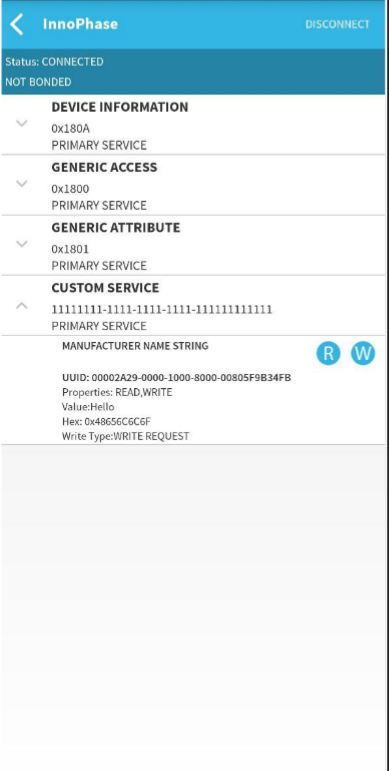 InnoPhase DISCONNECT
Status: CONNECTED
NOT BONDED
DEVICE INFORMATION
0x180A
PRIMARY SERVICE
GENERIC ACCESS
0x1800
PRIMARY SERVICE
GENERIC ATTRIBUTE
0x1801
PRIMARY SERVICE
CUSTOM SERVICE
11111111-1111-1111-1111-111111111111
PRIMARY SERVICE
MANUFACTURER NAME STRING R W
UUID: 00002A29-0000-1000-8000-00805F9B34FB
Properties: READ,WRITE
Value:Hello
Hex: 0x48656C6C6F
Write Type:WRITE REQUEST